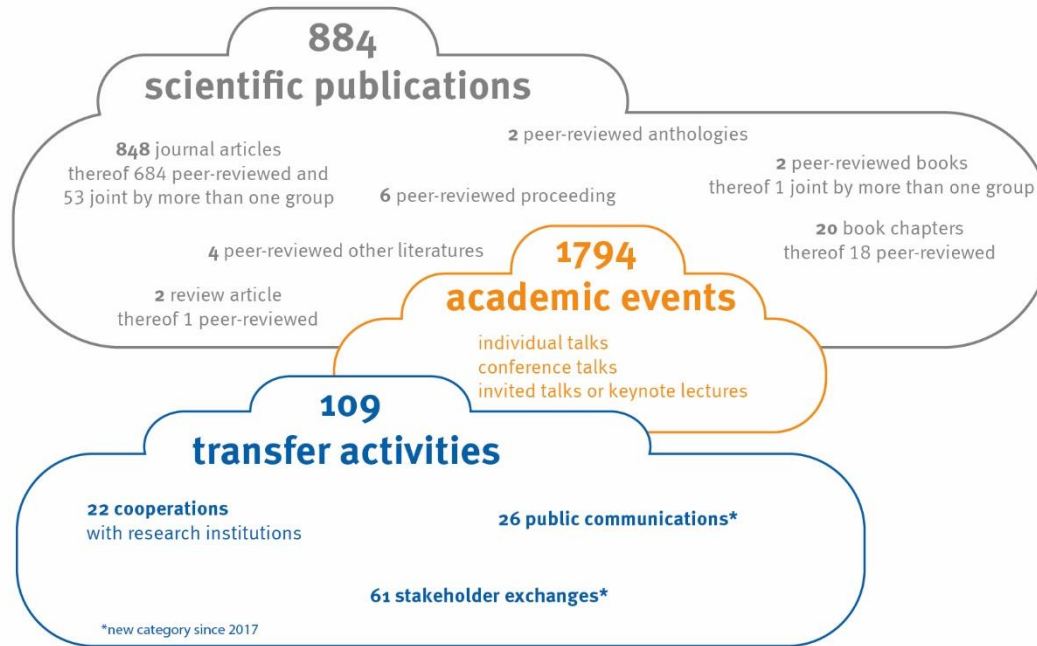 884
scientific publications
848 journal articles
thereof 684 peer-reviewed and
53 joint by more than one group
2 peer-reviewed anthologies
6 peer-reviewed proceeding
2 peer-reviewed books
thereof 1 joint by more than one group
4 peer-reviewed other literatures
20 book chapters
thereof 18 peer-reviewed
2 review article
thereof 1 peer-reviewed
1794
academic events
individual talks
conference talks
invited talks or keynote lectures
109
transfer activities
22 cooperations
with research institutions
26 public communications*
61 stakeholder exchanges*
*new category since 2017